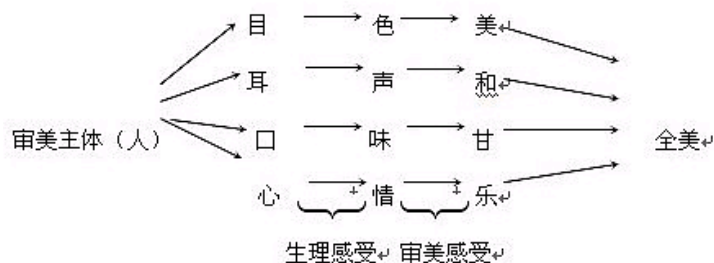 目 色 美
耳 声 和
审美主体（人） 口 味 甘 全美
心 情 乐
生理感受 审美感受